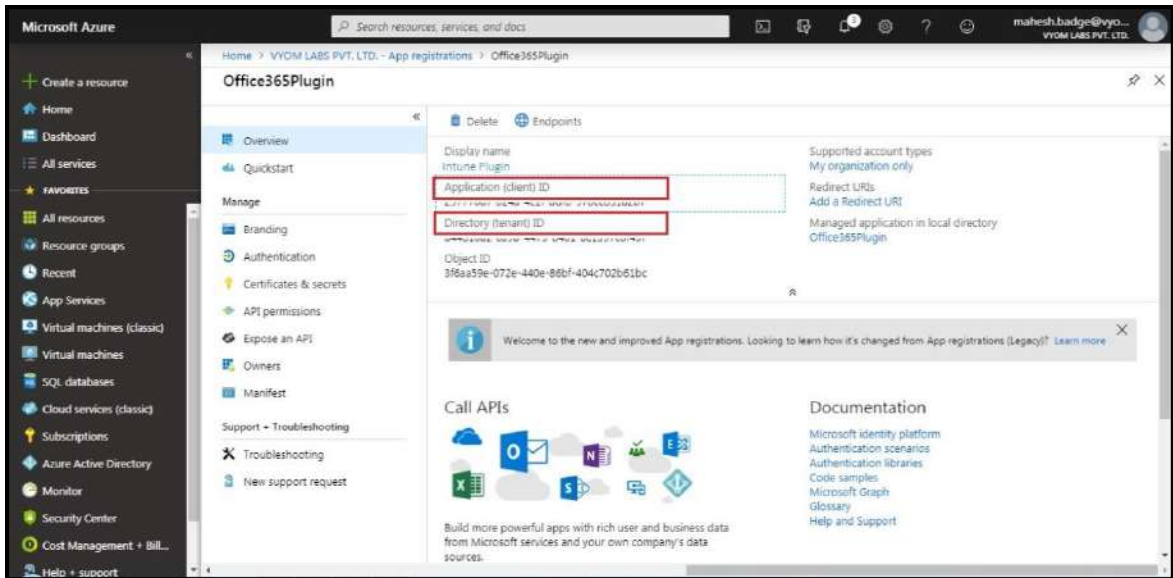 Microsoft Azure
Search resources, services, and docs
3
?
mahesh.badge@vyo...
VYOM LABS PVT. LTD.
Create a resource
Home
Dashboard
All services
FAVORITES
All resources
Resource groups
Recent
App Services
Virtual machines (classic)
Virtual machines
SQL databases
Cloud services (classic)
Subscriptions
Azure Active Directory
Monitor
Security Center
Cost Management + Bill...
Help + support
Home > VYOM LABS PVT. LTD. - App registrations > Office365Plugin
Office365Plugin
Overview
Quickstart
Manage
Branding
Authentication
Certificates & secrets
API permissions
Expose an API
Owners
Manifest
Support + Troubleshooting
Troubleshooting
New support request
Delete
Endpoints
Display name
Intune Plugin
Application (client) ID
Directory (tenant) ID
Object ID
3f6aa59e-072e-440e-86bf-404c702b61bc
Supported account types
My organization only
Redirect URIs
Add a Redirect URI
Managed application in local directory
Office365Plugin
Welcome to the new and improved App registrations. Looking to learn how it's changed from App registrations (Legacy)? Learn more
Call APIs
Build more powerful apps with rich user and business data
from Microsoft services and your own company's data
sources.
Documentation
Microsoft identity platform
Authentication scenarios
Authentication libraries
Code samples
Microsoft Graph
Glossary
Help and Support